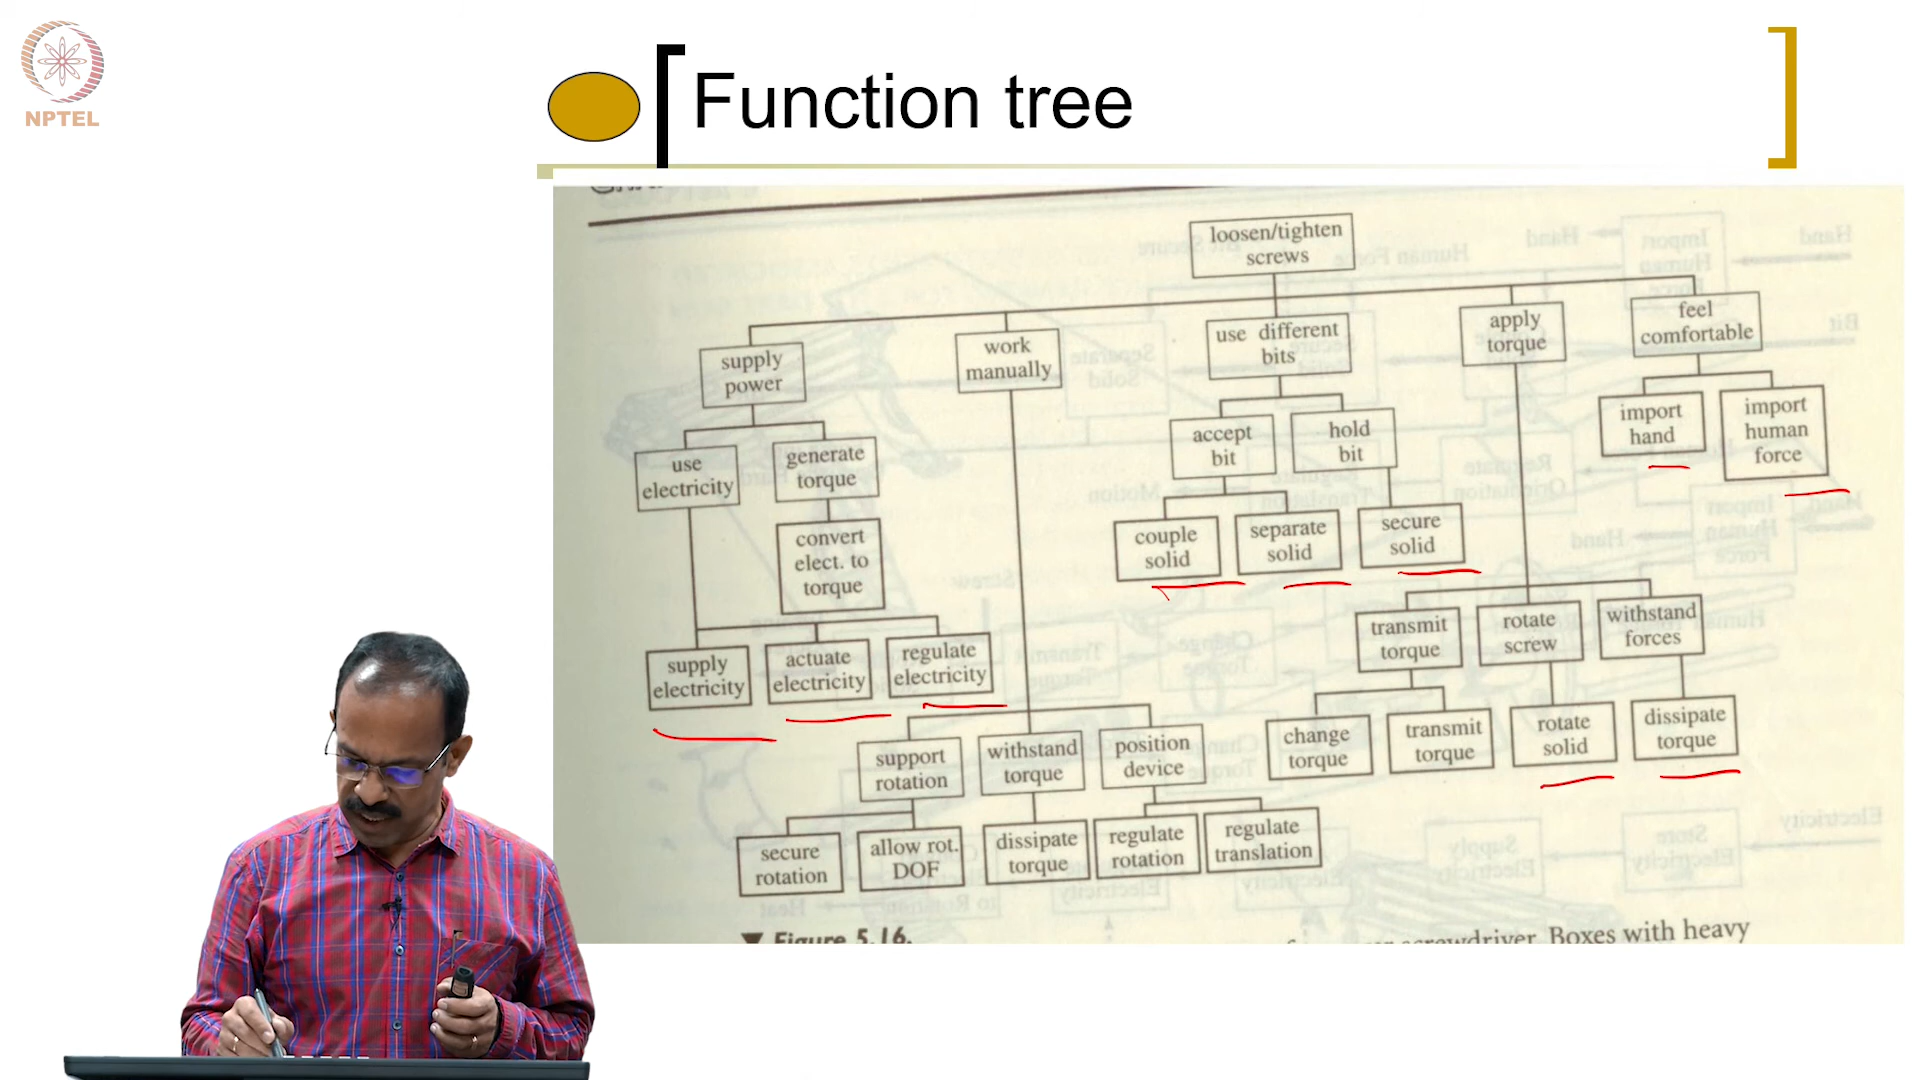 NPTEL
Function tree
loosen/tighten
screws
supply
power
work
manually
use different
bits
apply
torque
feel
comfortable
use
electricity
generate
torque
accept
bit
hold
bit
import
hand
import
human
force
convert
elect. to
torque
couple
solid
separate
solid
secure
solid
supply
electricity
actuate
electricity
regulate
electricity
transmit
torque
rotate
screw
withstand
forces
support
rotation
withstand
torque
position
device
change
torque
transmit
torque
rotate
solid
dissipate
torque
secure
rotation
allow rot.
DOF
dissipate
torque
regulate
rotation
regulate
translation
Figure 5.16.
screwdriver. Boxes with heavy